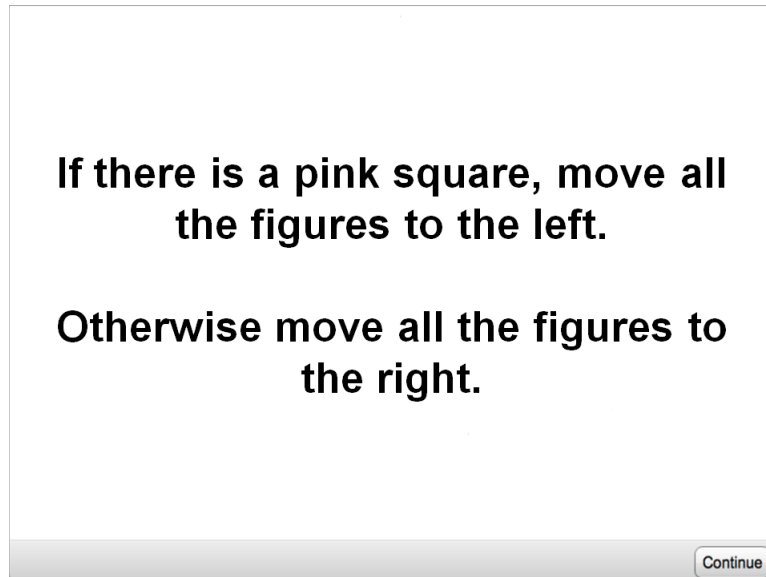 If there is a pink square, move all
the figures to the left.
Otherwise move all the figures to
the right.
Continue